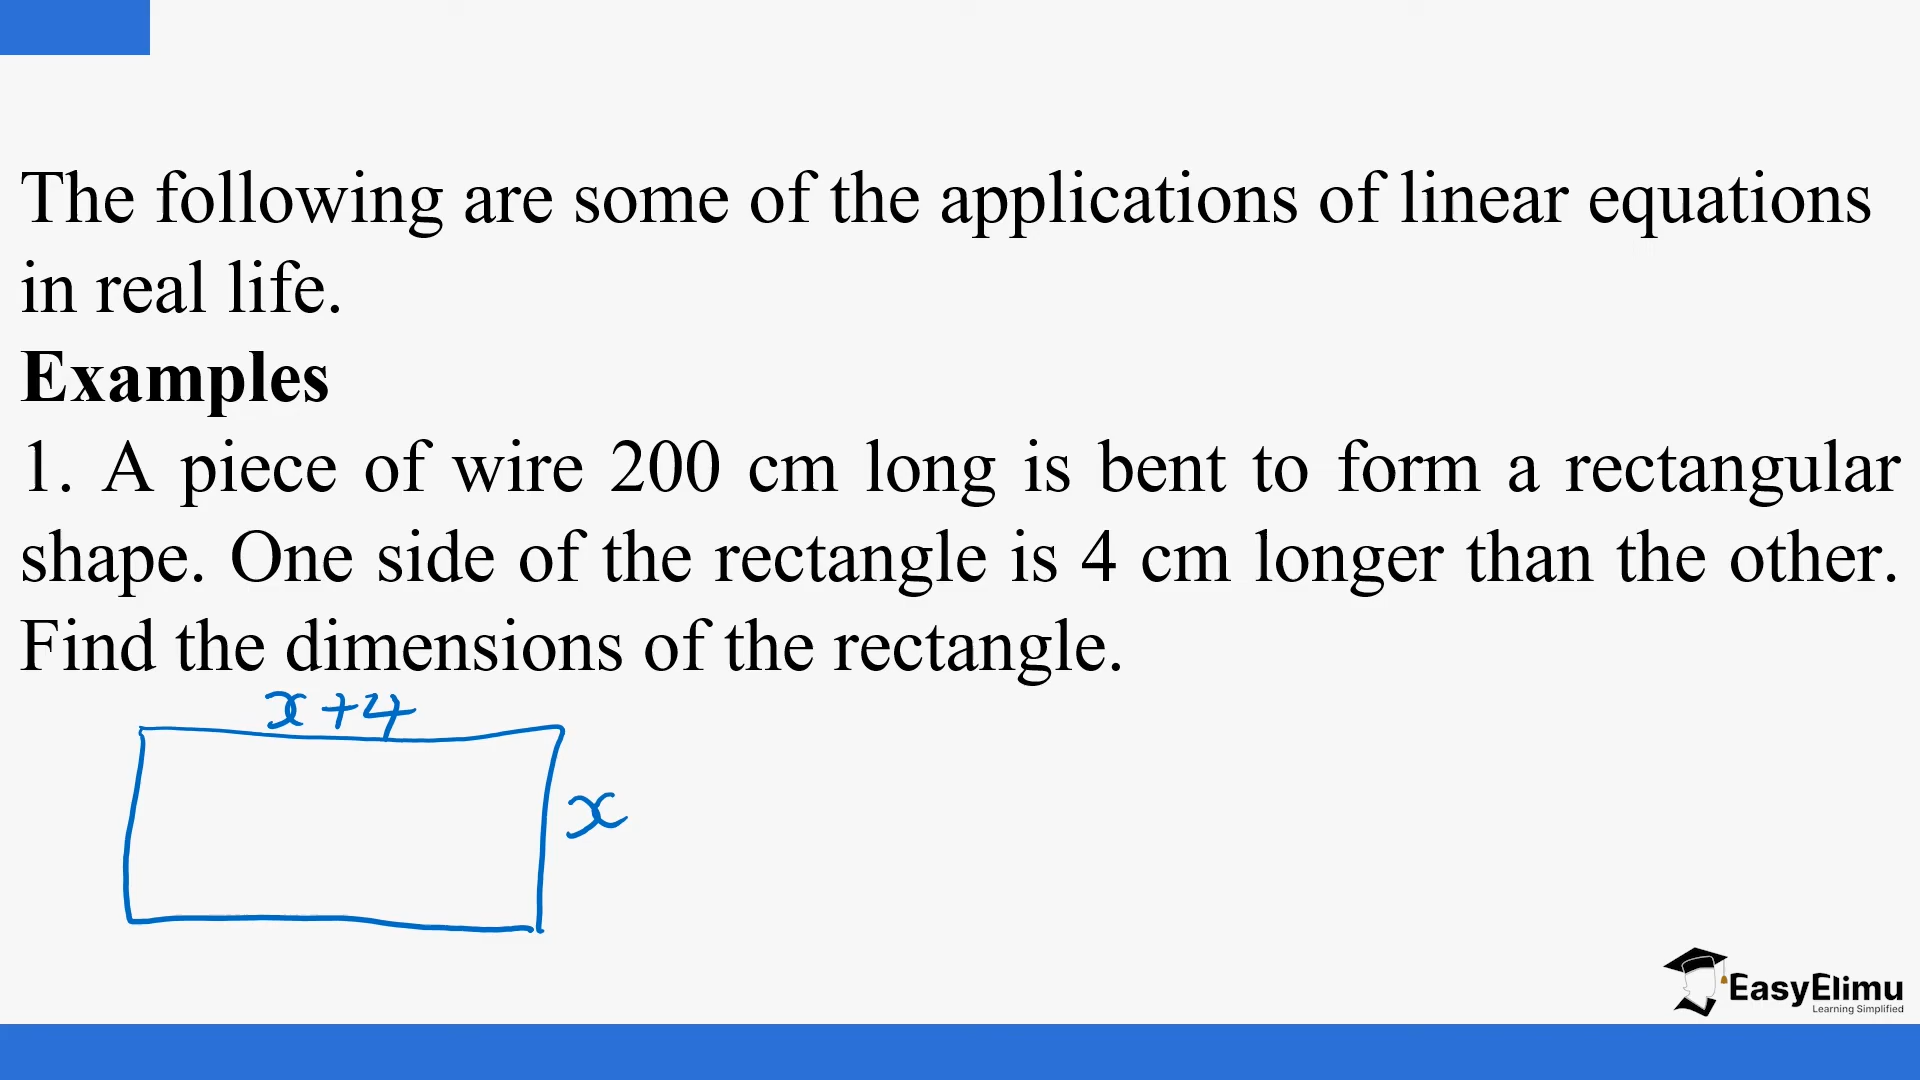 The following are some of the applications of linear equations
in real life.
Examples
1. A piece of wire 200 cm long is bent to form a rectangular
shape. One side of the rectangle is 4 cm longer than the other.
Find the dimensions of the rectangle.
x+4
x
EasyElimu
Learning Simplified